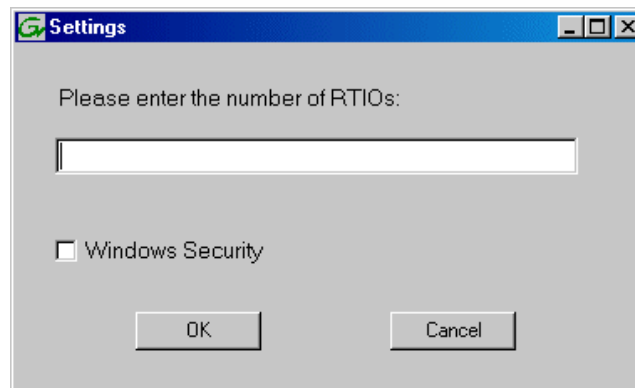 Settings
Please enter the number of RTIOs:
Windows Security
OK
Cancel